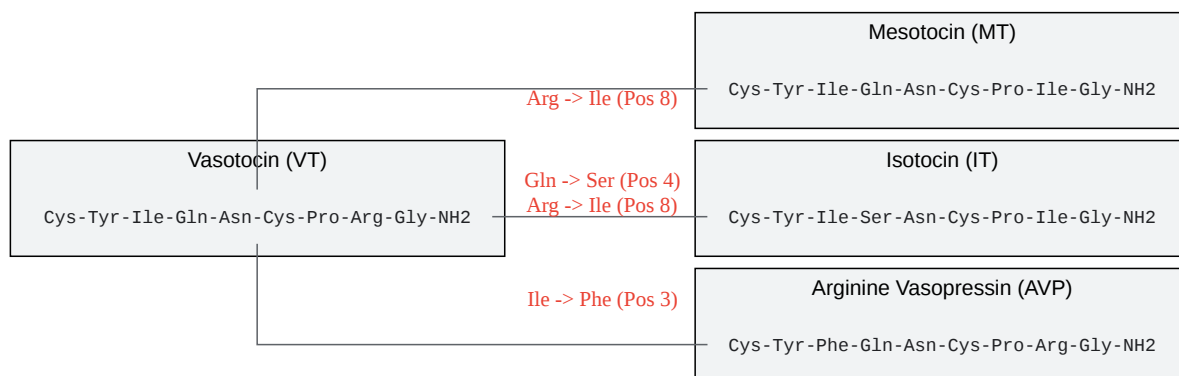 Mesotocin (MT)
Cys-Tyr-Ile-Gln-Asn-Cys-Pro-Ile-Gly-NH2
Arg -> Ile (Pos 8)
Vasotocin (VT)
Cys-Tyr-Ile-Gln-Asn-Cys-Pro-Arg-Gly-NH2
Gln -> Ser (Pos 4)
Arg -> Ile (Pos 8)
Isotocin (IT)
Cys-Tyr-Ile-Ser-Asn-Cys-Pro-Ile-Gly-NH2
Ile -> Phe (Pos 3)
Arginine Vasopressin (AVP)
Cys-Tyr-Phe-Gln-Asn-Cys-Pro-Arg-Gly-NH2